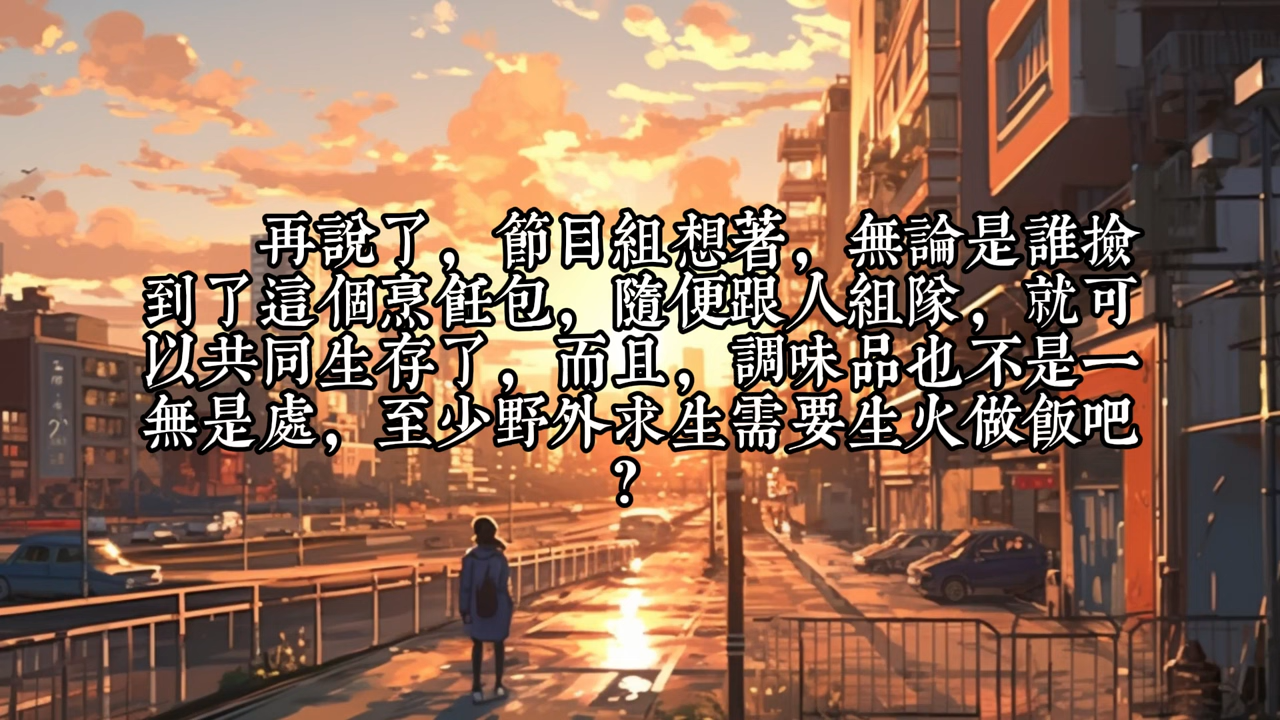 再說了，節目組想著，無論是誰撿
到了這個烹飪包，隨便跟人組隊，就可
以共同生存了，而且，調味品也不是一
無是處，至少野外求生需要生火做飯吧
？